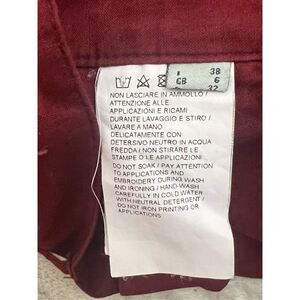 I 38
GB 6
32
NON LASCIARE IN AMMOLLO /
ATTENZIONE ALLE
APPLICAZIONI E RICAMI
DURANTE LAVAGGIO E STIRO /
LAVARE A MANO
DELICATAMENTE CON
DETERSIVO NEUTRO IN ACQUA
FREDDA / NON STIRARE LE
STAMPE O LE APPLICAZIONI
DO NOT SOAK / PAY ATTENTION
TO APPLICATIONS AND
EMBROIDERY DURING WASH
AND IRONING / HAND-WASH
CAREFULLY IN COLD WATER
WITH NEUTRAL DETERGENT /
DO NOT IRON PRINTING OR
APPLICATIONS